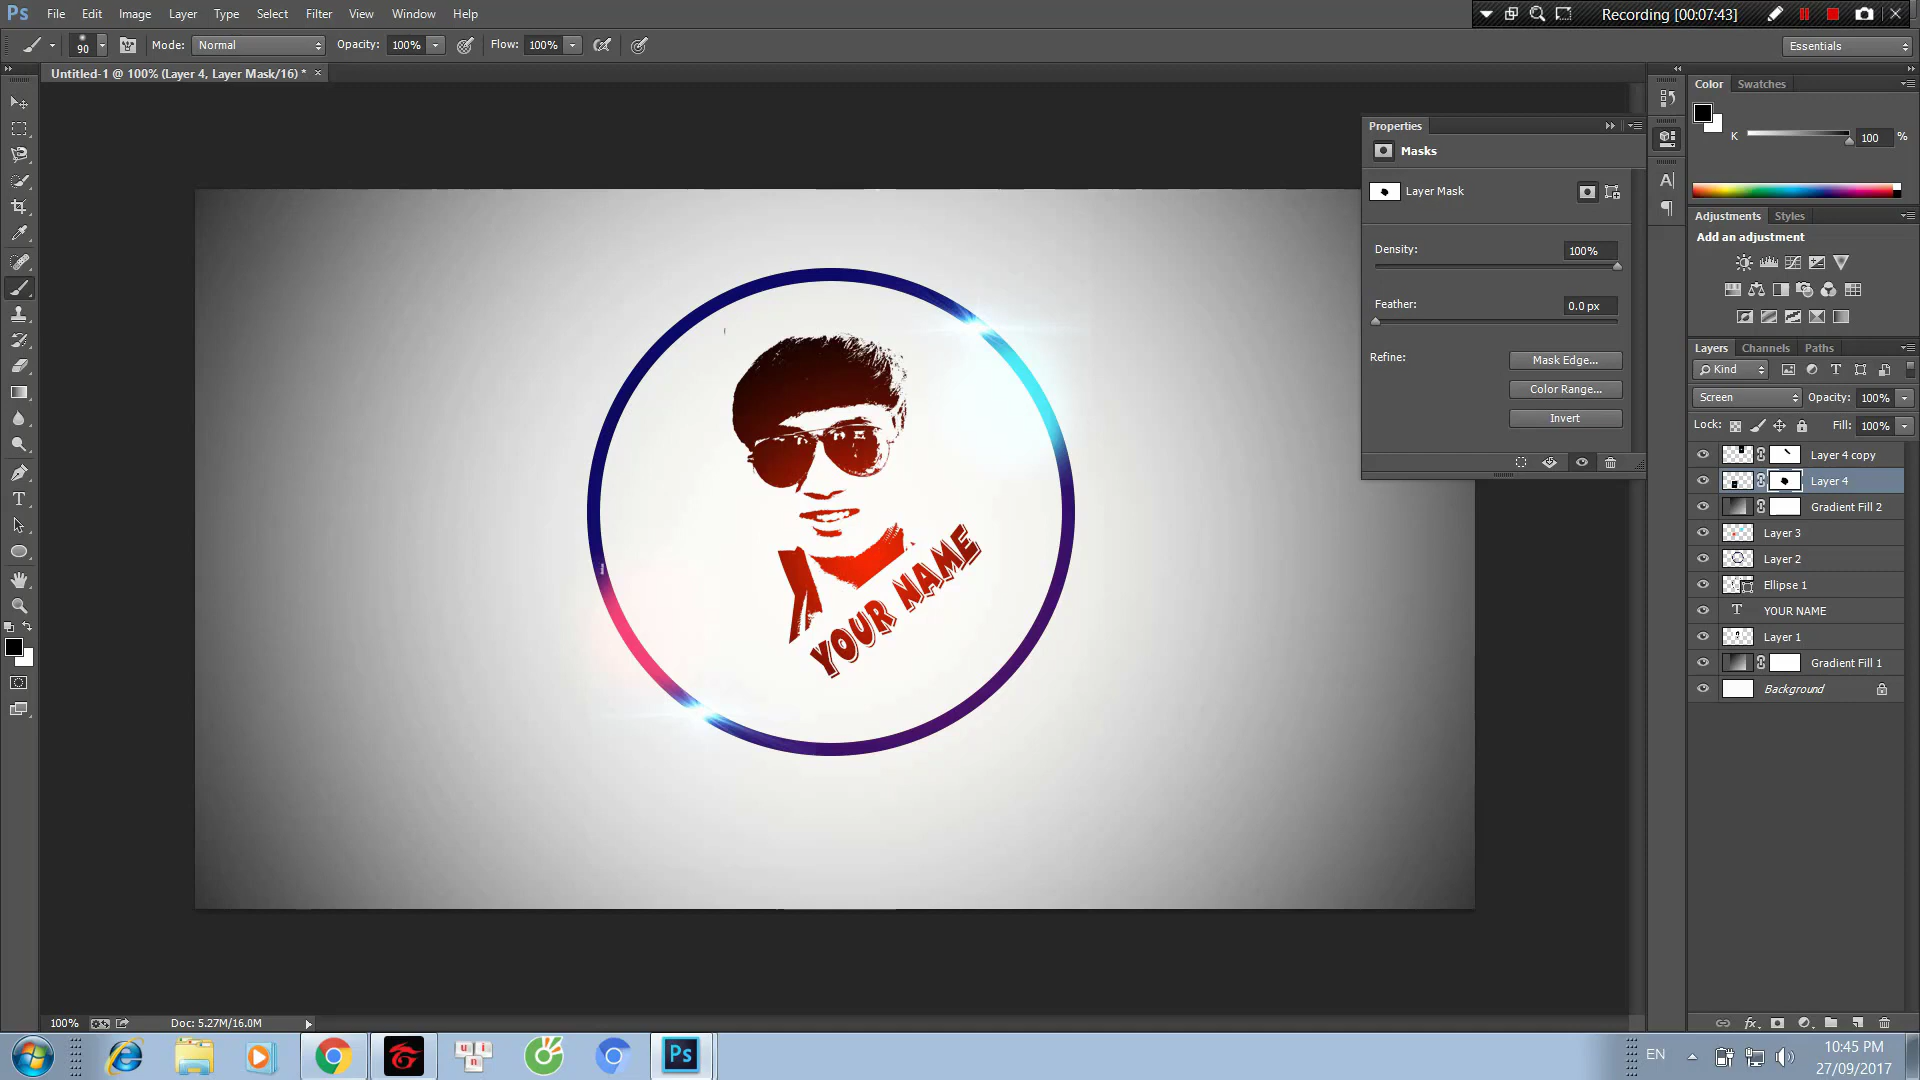 Ps File Edit Image Layer Type Select Filter View Window Help
Recording [00:07:43]
90 Mode: Normal Opacity: 100% Flow: 100%
Essentials
Untitled-1 @ 100% (Layer 4, Layer Mask/16) *
Properties
Masks
Layer Mask
Density: 100%
Feather: 0.0 px
Refine: Mask Edge...
Color Range...
Invert
Color Swatches
K 100 %
Adjustments Styles
Add an adjustment
Layers Channels Paths
Kind
Screen Opacity: 100%
Lock: Fill: 100%
Layer 4 copy
Layer 4
Gradient Fill 2
Layer 3
Layer 2
Ellipse 1
YOUR NAME
Layer 1
Gradient Fill 1
Background
YOUR NAME
100% Doc: 5.27M/16.0M
u i n
Ps
EN
10:45 PM
27/09/2017